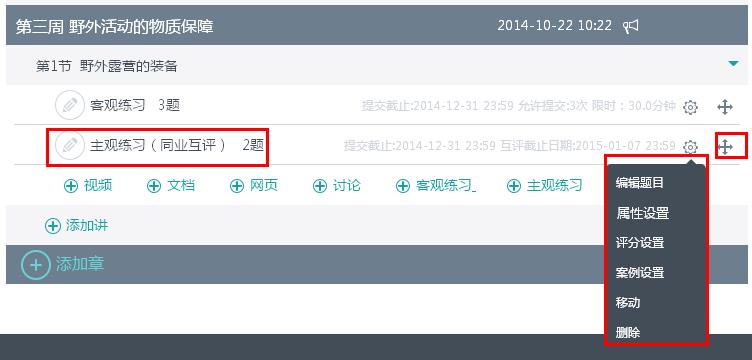 第三周 野外活动的物质保障 2014-10-22 10:22
第1节 野外露营的装备
客观练习 3题 提交截止:2014-12-31 23:59 允许提交:3次 限时：30.0分钟
主观练习（同业互评） 2题 提交截止:2014-12-31 23:59 互评截止日期:2015-01-07 23:59
视频 文档 网页 讨论 客观练习_ 主观练习
编辑题目
属性设置
添加讲
评分设置
添加章
案例设置
移动
删除